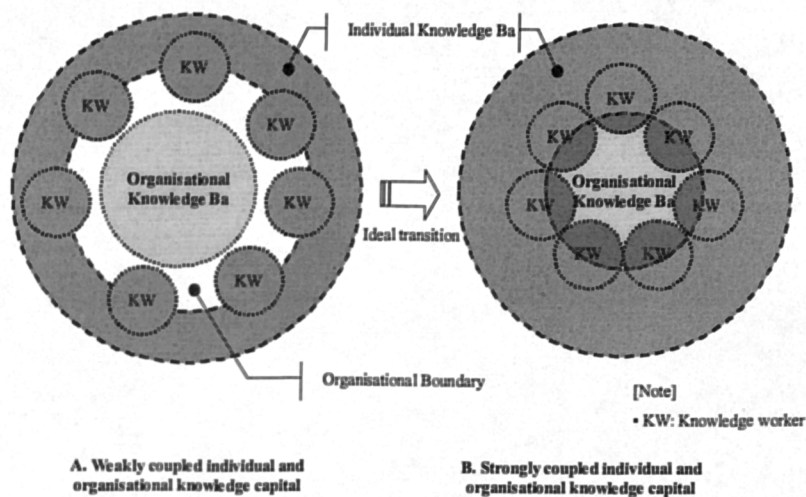 Individual Knowledge Ba
KW
KW
KW
KW
KW
KW
KW
Organisational
Knowledge Ba
Ideal transition
KW
KW
KW
KW
KW
KW
KW
Organisational
Knowledge Ba
Organisational Boundary
[Note]
• KW: Knowledge worker
A. Weakly coupled individual and
organisational knowledge capital
B. Strongly coupled individual and
organisational knowledge capital